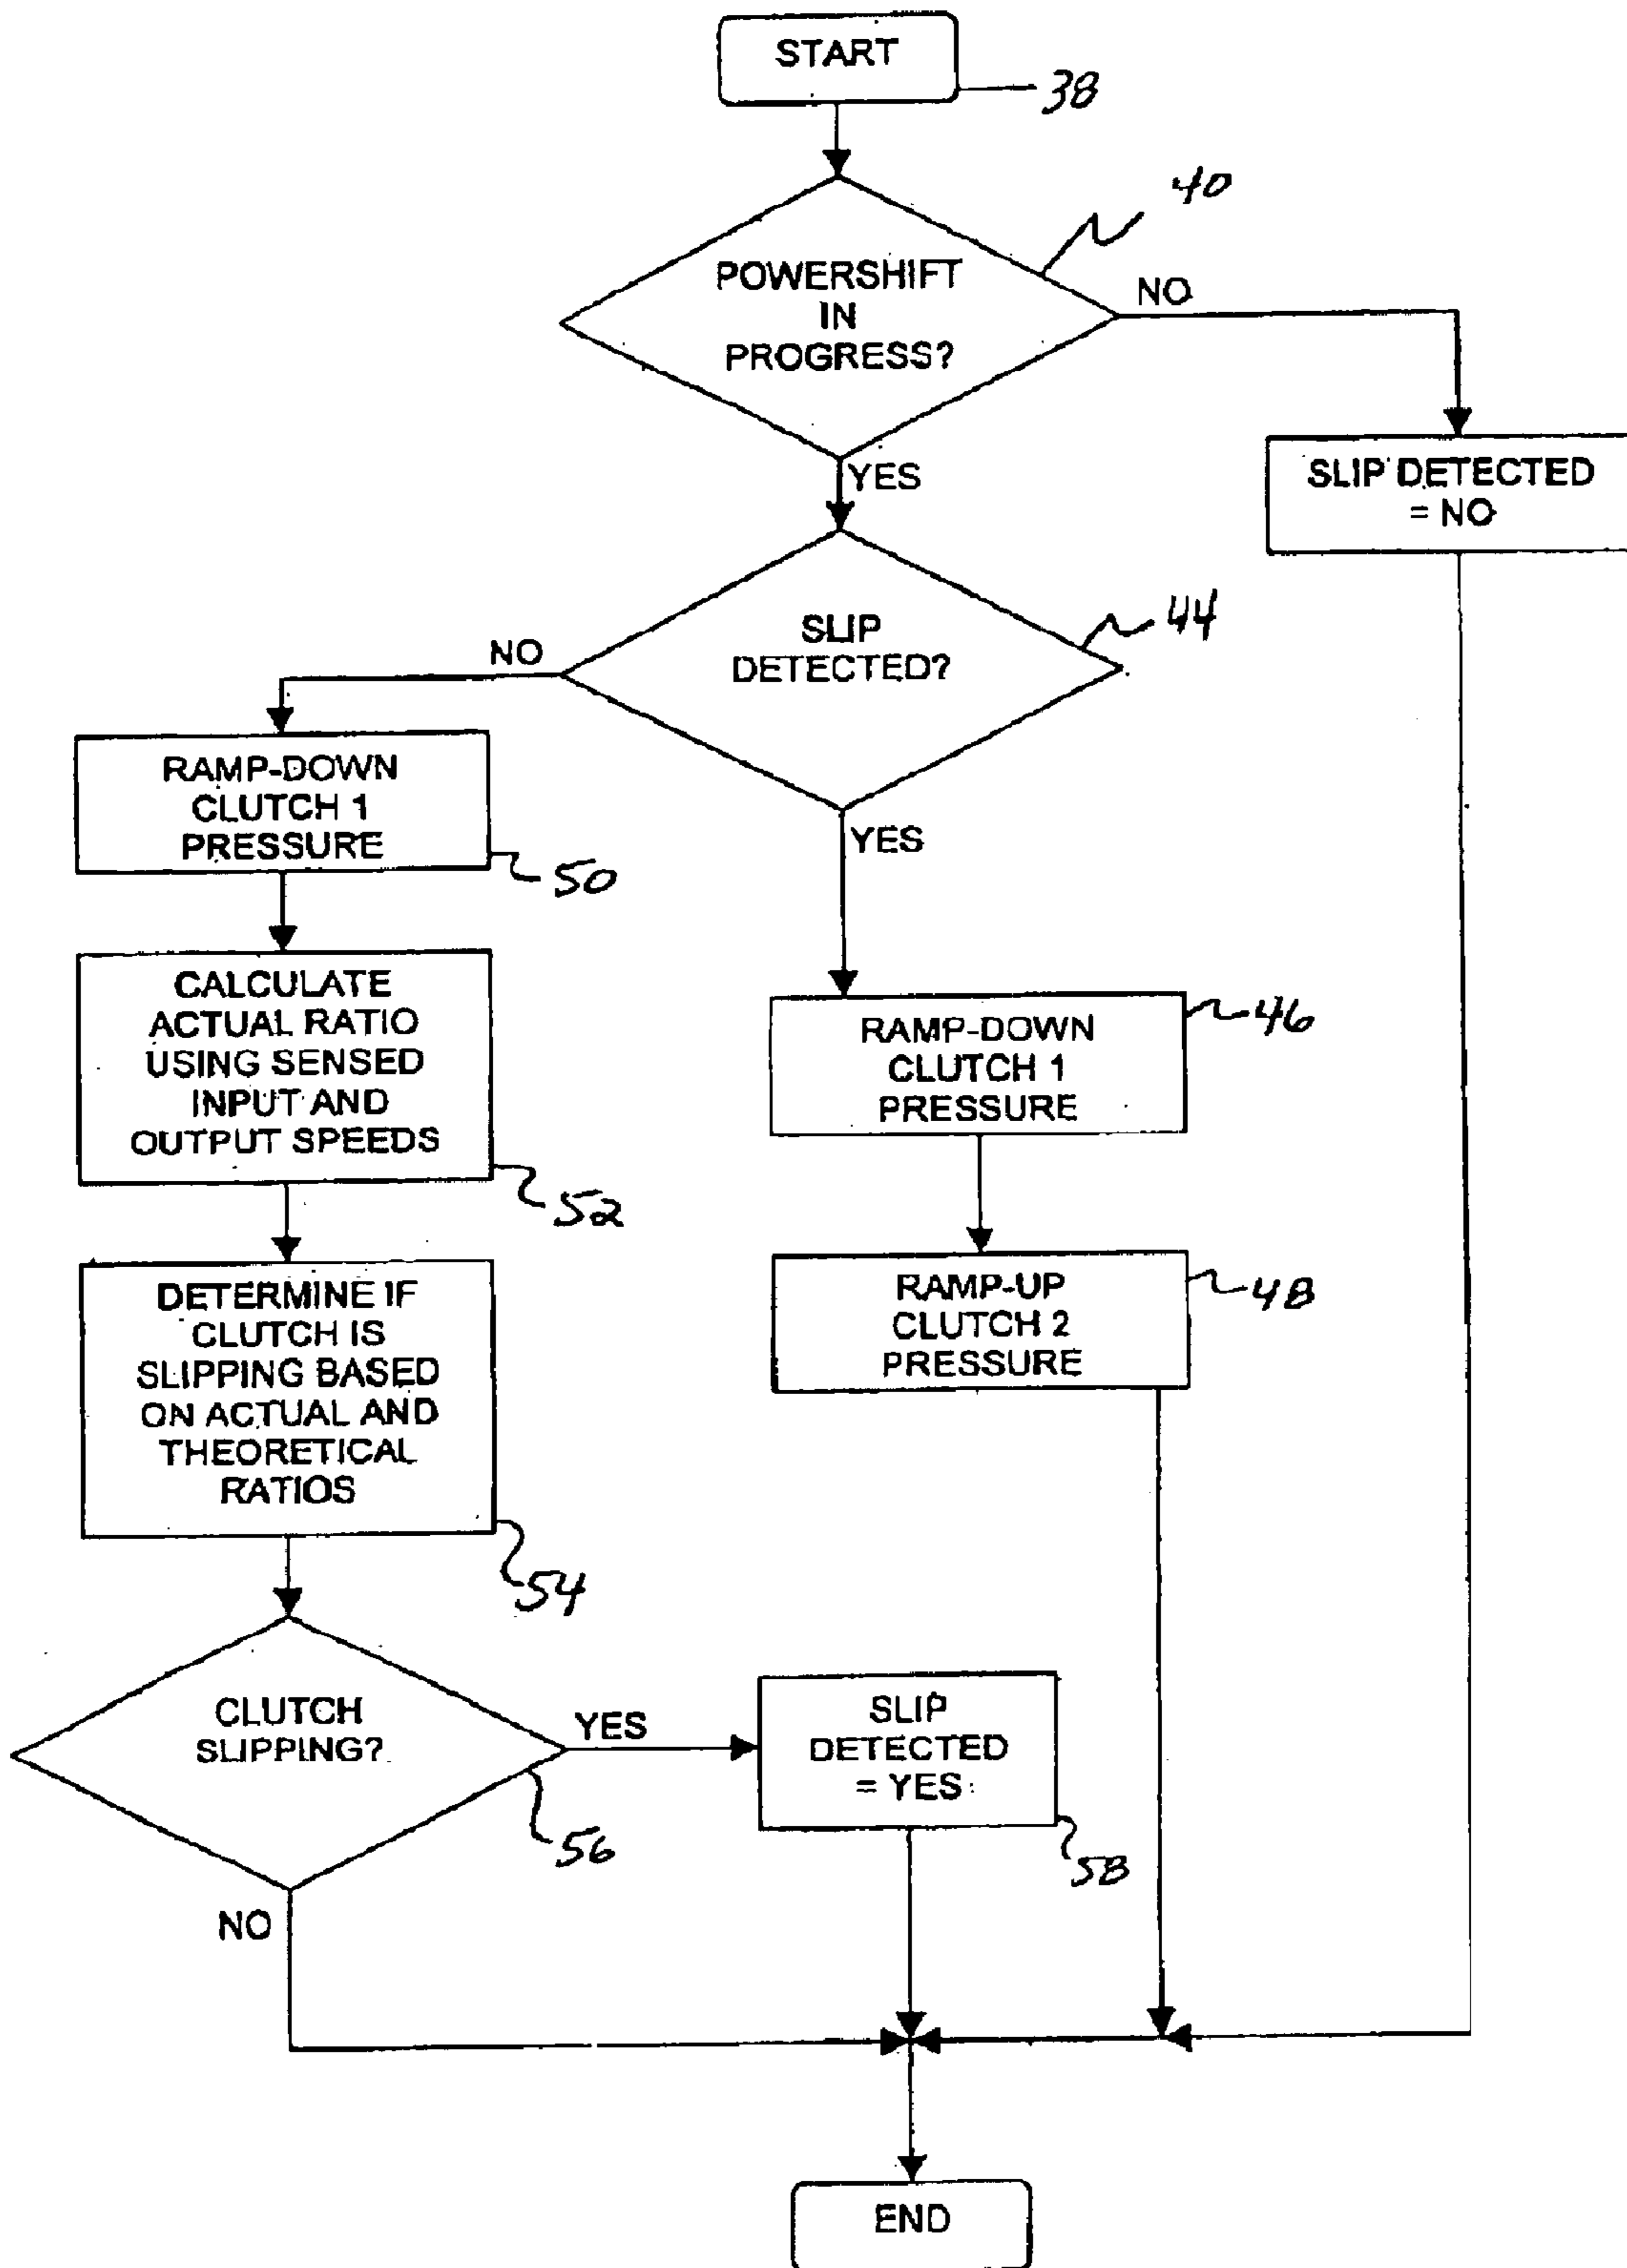 START
38
40
POWERSHIFT
IN
PROGRESS?
NO
YES
SLIP DETECTED
= NO
44
SLIP
DETECTED?
NO
YES
RAMP-DOWN
CLUTCH 1
PRESSURE
50
CALCULATE
ACTUAL RATIO
USING SENSED
INPUT AND
OUTPUT SPEEDS
52
RAMP-DOWN
CLUTCH 1
PRESSURE
46
RAMP-UP
CLUTCH 2
PRESSURE
48
DETERMINE IF
CLUTCH IS
SLIPPING BASED
ON ACTUAL AND
THEORETICAL
RATIOS
54
CLUTCH
SLIPPING?
YES
56
NO
SLIP
DETECTED
= YES
58
END